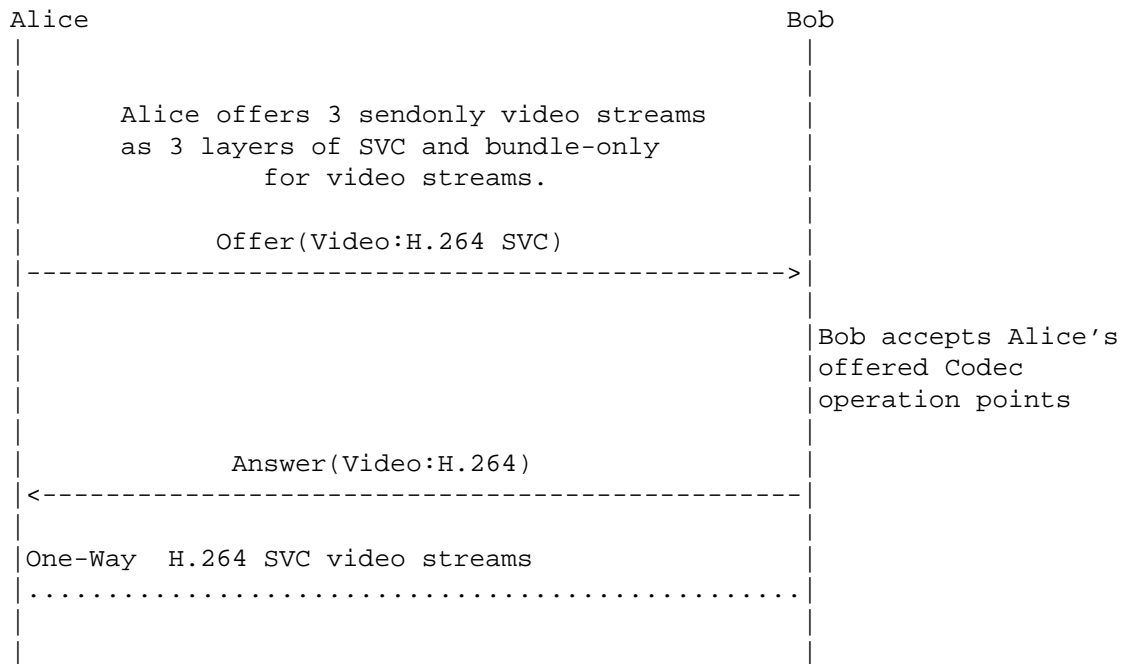 Alice Bob
Alice offers 3 sendonly video streams
as 3 layers of SVC and bundle-only
for video streams.
Offer(Video:H.264 SVC)
Bob accepts Alice's
offered Codec
operation points
Answer(Video:H.264)
One-Way  H.264 SVC video streams